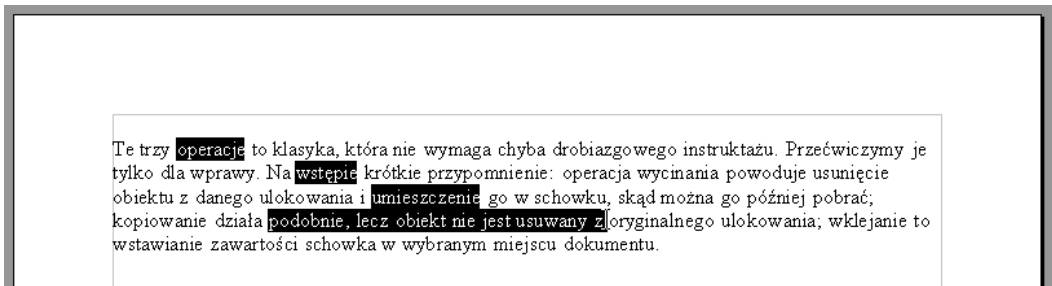 Te trzy operacje to klasyka, która nie wymaga chyba drobiazgowego instruktażu. Przećwiczymy je
tylko dla wprawy. Na wstępie krótkie przypomnienie: operacja wycinania powoduje usunięcie
obiektu z danego ulokowania i umieszczenie go w schowku, skąd można go później pobrać;
kopiowanie działa podobnie, lecz obiekt nie jest usuwany z oryginalnego ulokowania; wklejanie to
wstawianie zawartości schowka w wybranym miejscu dokumentu.